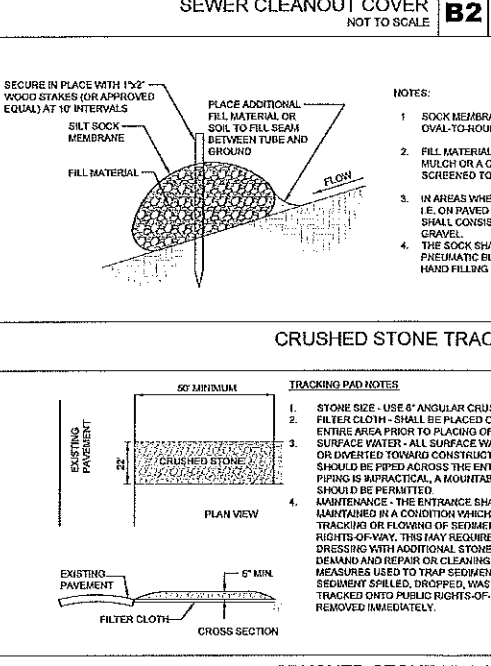 SEWER CLEANOUT COVER
NOT TO SCALE
B2
SECURE IN PLACE WITH 1"x2"
WOOD STAKES (OR APPROVED
EQUAL) AT 10' INTERVALS
SILT SOCK
MEMBRANE
FILL MATERIAL
PLACE ADDITIONAL
FILL MATERIAL OR
SOIL TO FILL SEAM
BETWEEN TUBE AND
GROUND
FLOW
NOTES:
1 SOCK MEMBRA
OVAL-TO-ROU
2. FILL MATERIAL
MULCH OR A C
SCREENED TO
3. IN AREAS WHE
I.E. ON PAVED
SHALL CONSIS
GRAVEL.
4. THE SOCK SHA
PNEUMATIC BL
HAND FILLING
CRUSHED STONE TRAC
50' MINIMUM
EXISTING
PAVEMENT
22'
CRUSHED STONE
PLAN VIEW
EXISTING
PAVEMENT
6" MIN.
FILTER CLOTH
CROSS SECTION
TRACKING PAD NOTES
1. STONE SIZE - USE 6" ANGULAR CRUS
2. FILTER CLOTH - SHALL BE PLACED O
ENTIRE AREA PRIOR TO PLACING OF
3. SURFACE WATER - ALL SURFACE WA
OR DIVERTED TOWARD CONSTRUCT
SHOULD BE PIPED ACROSS THE ENT
PIPING IS IMPRACTICAL, A MOUNTAB
SHOULD BE PERMITTED.
4. MAINTENANCE - THE ENTRANCE SHA
MAINTAINED IN A CONDITION WHICH
TRACKING OR FLOWING OF SEDIMEN
RIGHTS-OF-WAY. THIS MAY REQUIRE
DRESSING WITH ADDITIONAL STONE
DEMAND AND REPAIR OR CLEANING
MEASURES USED TO TRAP SEDIMEN
SEDIMENT SPILLED, DROPPED, WAS
TRACKED ONTO PUBLIC RIGHTS-OF-
REMOVED IMMEDIATELY.